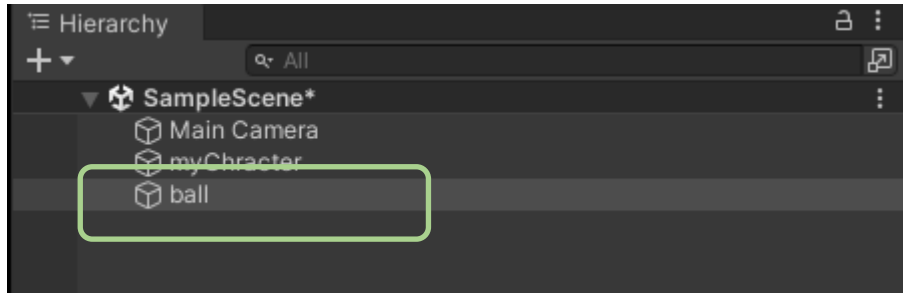 Hierarchy
All
SampleScene*
Main Camera
myChracter
ball